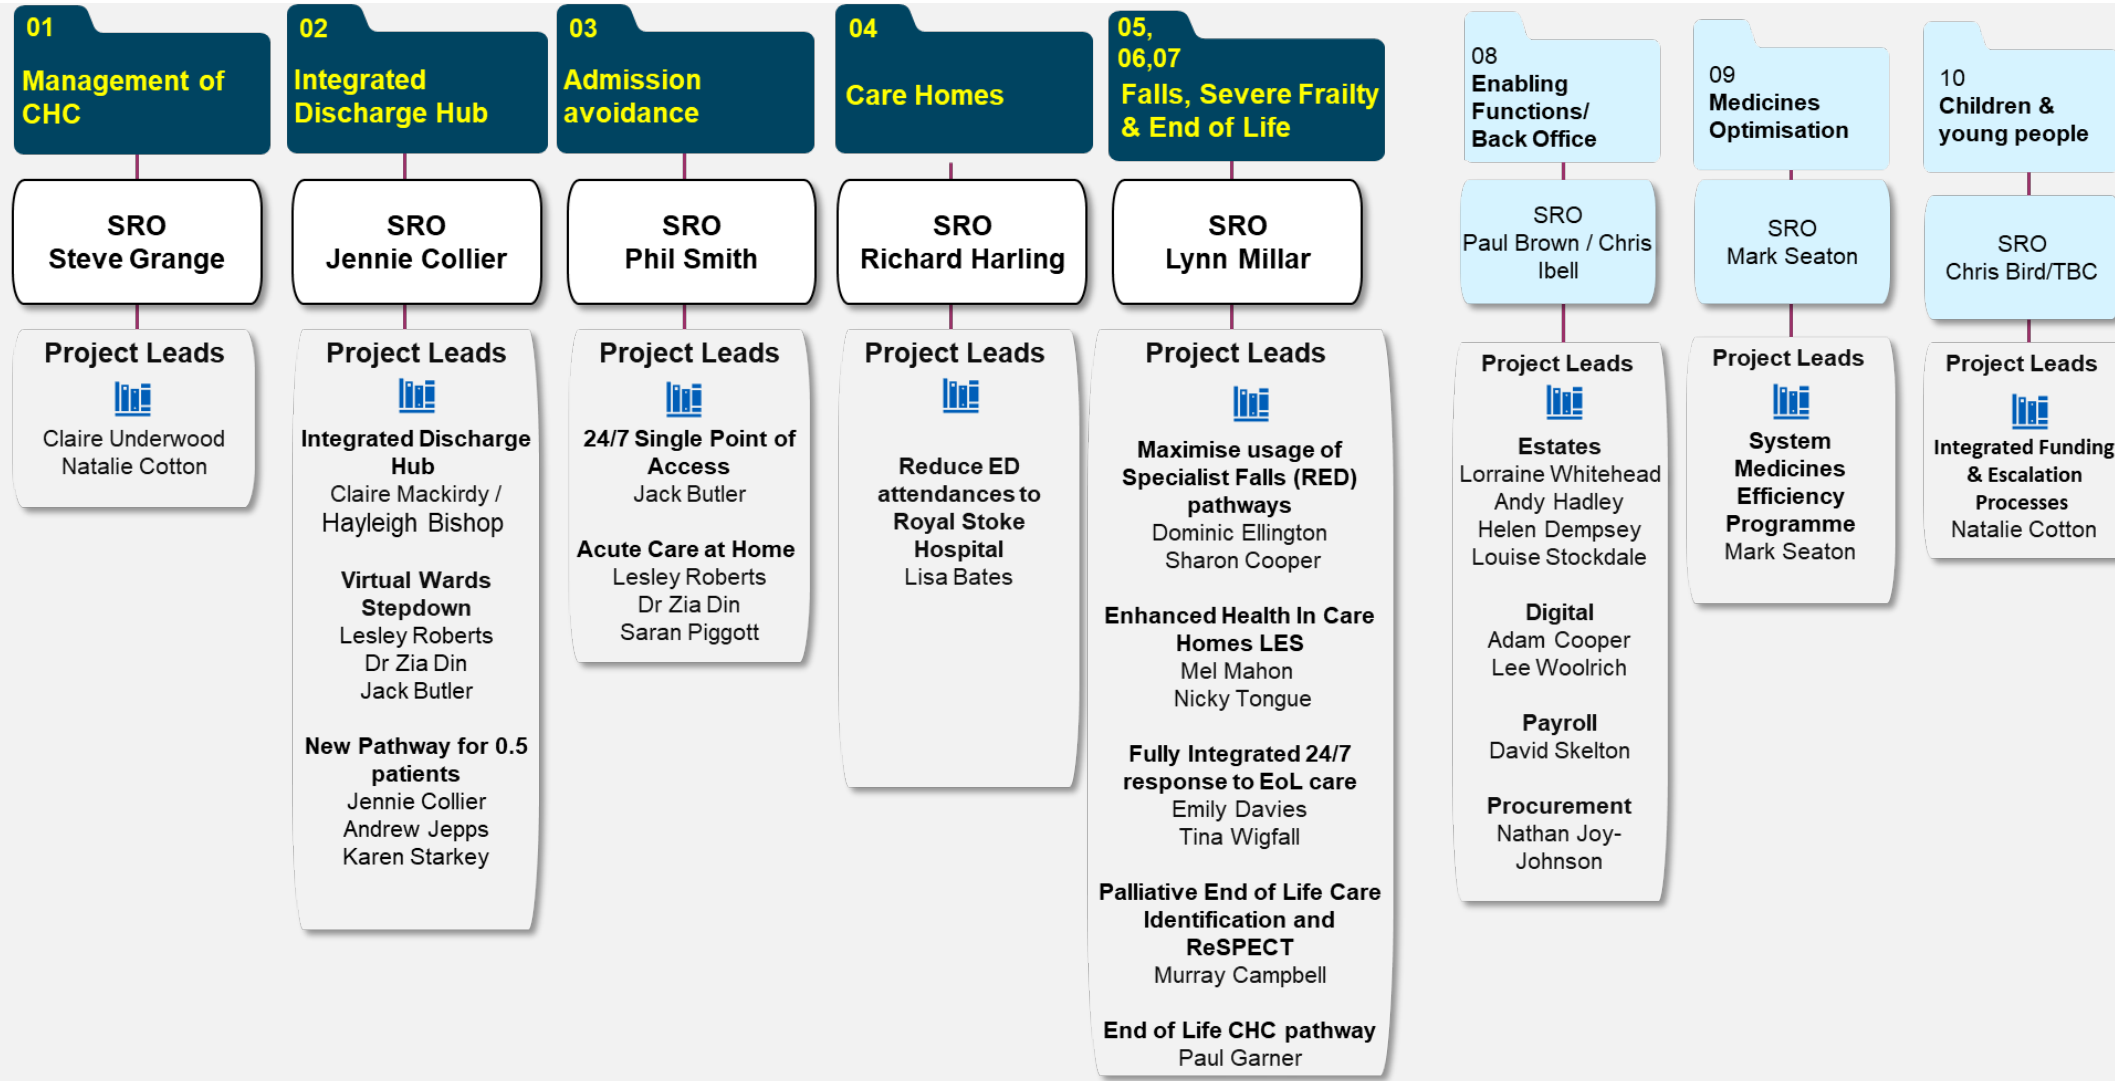 01
Management of
CHC
SRO
Steve Grange
Project Leads
Claire Underwood
Natalie Cotton
02
Integrated
Discharge Hub
SRO
Jennie Collier
Project Leads
Integrated Discharge
Hub
Claire Mackirdy /
Hayleigh Bishop
Virtual Wards
Stepdown
Lesley Roberts
Dr Zia Din
Jack Butler
New Pathway for 0.5
patients
Jennie Collier
Andrew Jepps
Karen Starkey
03
Admission
avoidance
SRO
Phil Smith
Project Leads
24/7 Single Point of
Access
Jack Butler
Acute Care at Home
Lesley Roberts
Dr Zia Din
Saran Piggott
04
Care Homes
SRO
Richard Harling
Project Leads
Reduce ED
attendances to
Royal Stoke
Hospital
Lisa Bates
05,
06,07
Falls, Severe Frailty
& End of Life
SRO
Lynn Millar
Project Leads
Maximise usage of
Specialist Falls (RED)
pathways
Dominic Ellington
Sharon Cooper
Enhanced Health In Care
Homes LES
Mel Mahon
Nicky Tongue
Fully Integrated 24/7
response to EoL care
Emily Davies
Tina Wigfall
Palliative End of Life Care
Identification and
ReSPECT
Murray Campbell
End of Life CHC pathway
Paul Garner
08
Enabling
Functions/
Back Office
SRO
Paul Brown / Chris
Ibell
Project Leads
Estates
Lorraine Whitehead
Andy Hadley
Helen Dempsey
Louise Stockdale
Digital
Adam Cooper
Lee Woolrich
Payroll
David Skelton
Procurement
Nathan Joy-
Johnson
09
Medicines
Optimisation
SRO
Mark Seaton
Project Leads
System
Medicines
Efficiency
Programme
Mark Seaton
10
Children &
young people
SRO
Chris Bird/TBC
Project Leads
Integrated Funding
& Escalation
Processes
Natalie Cotton